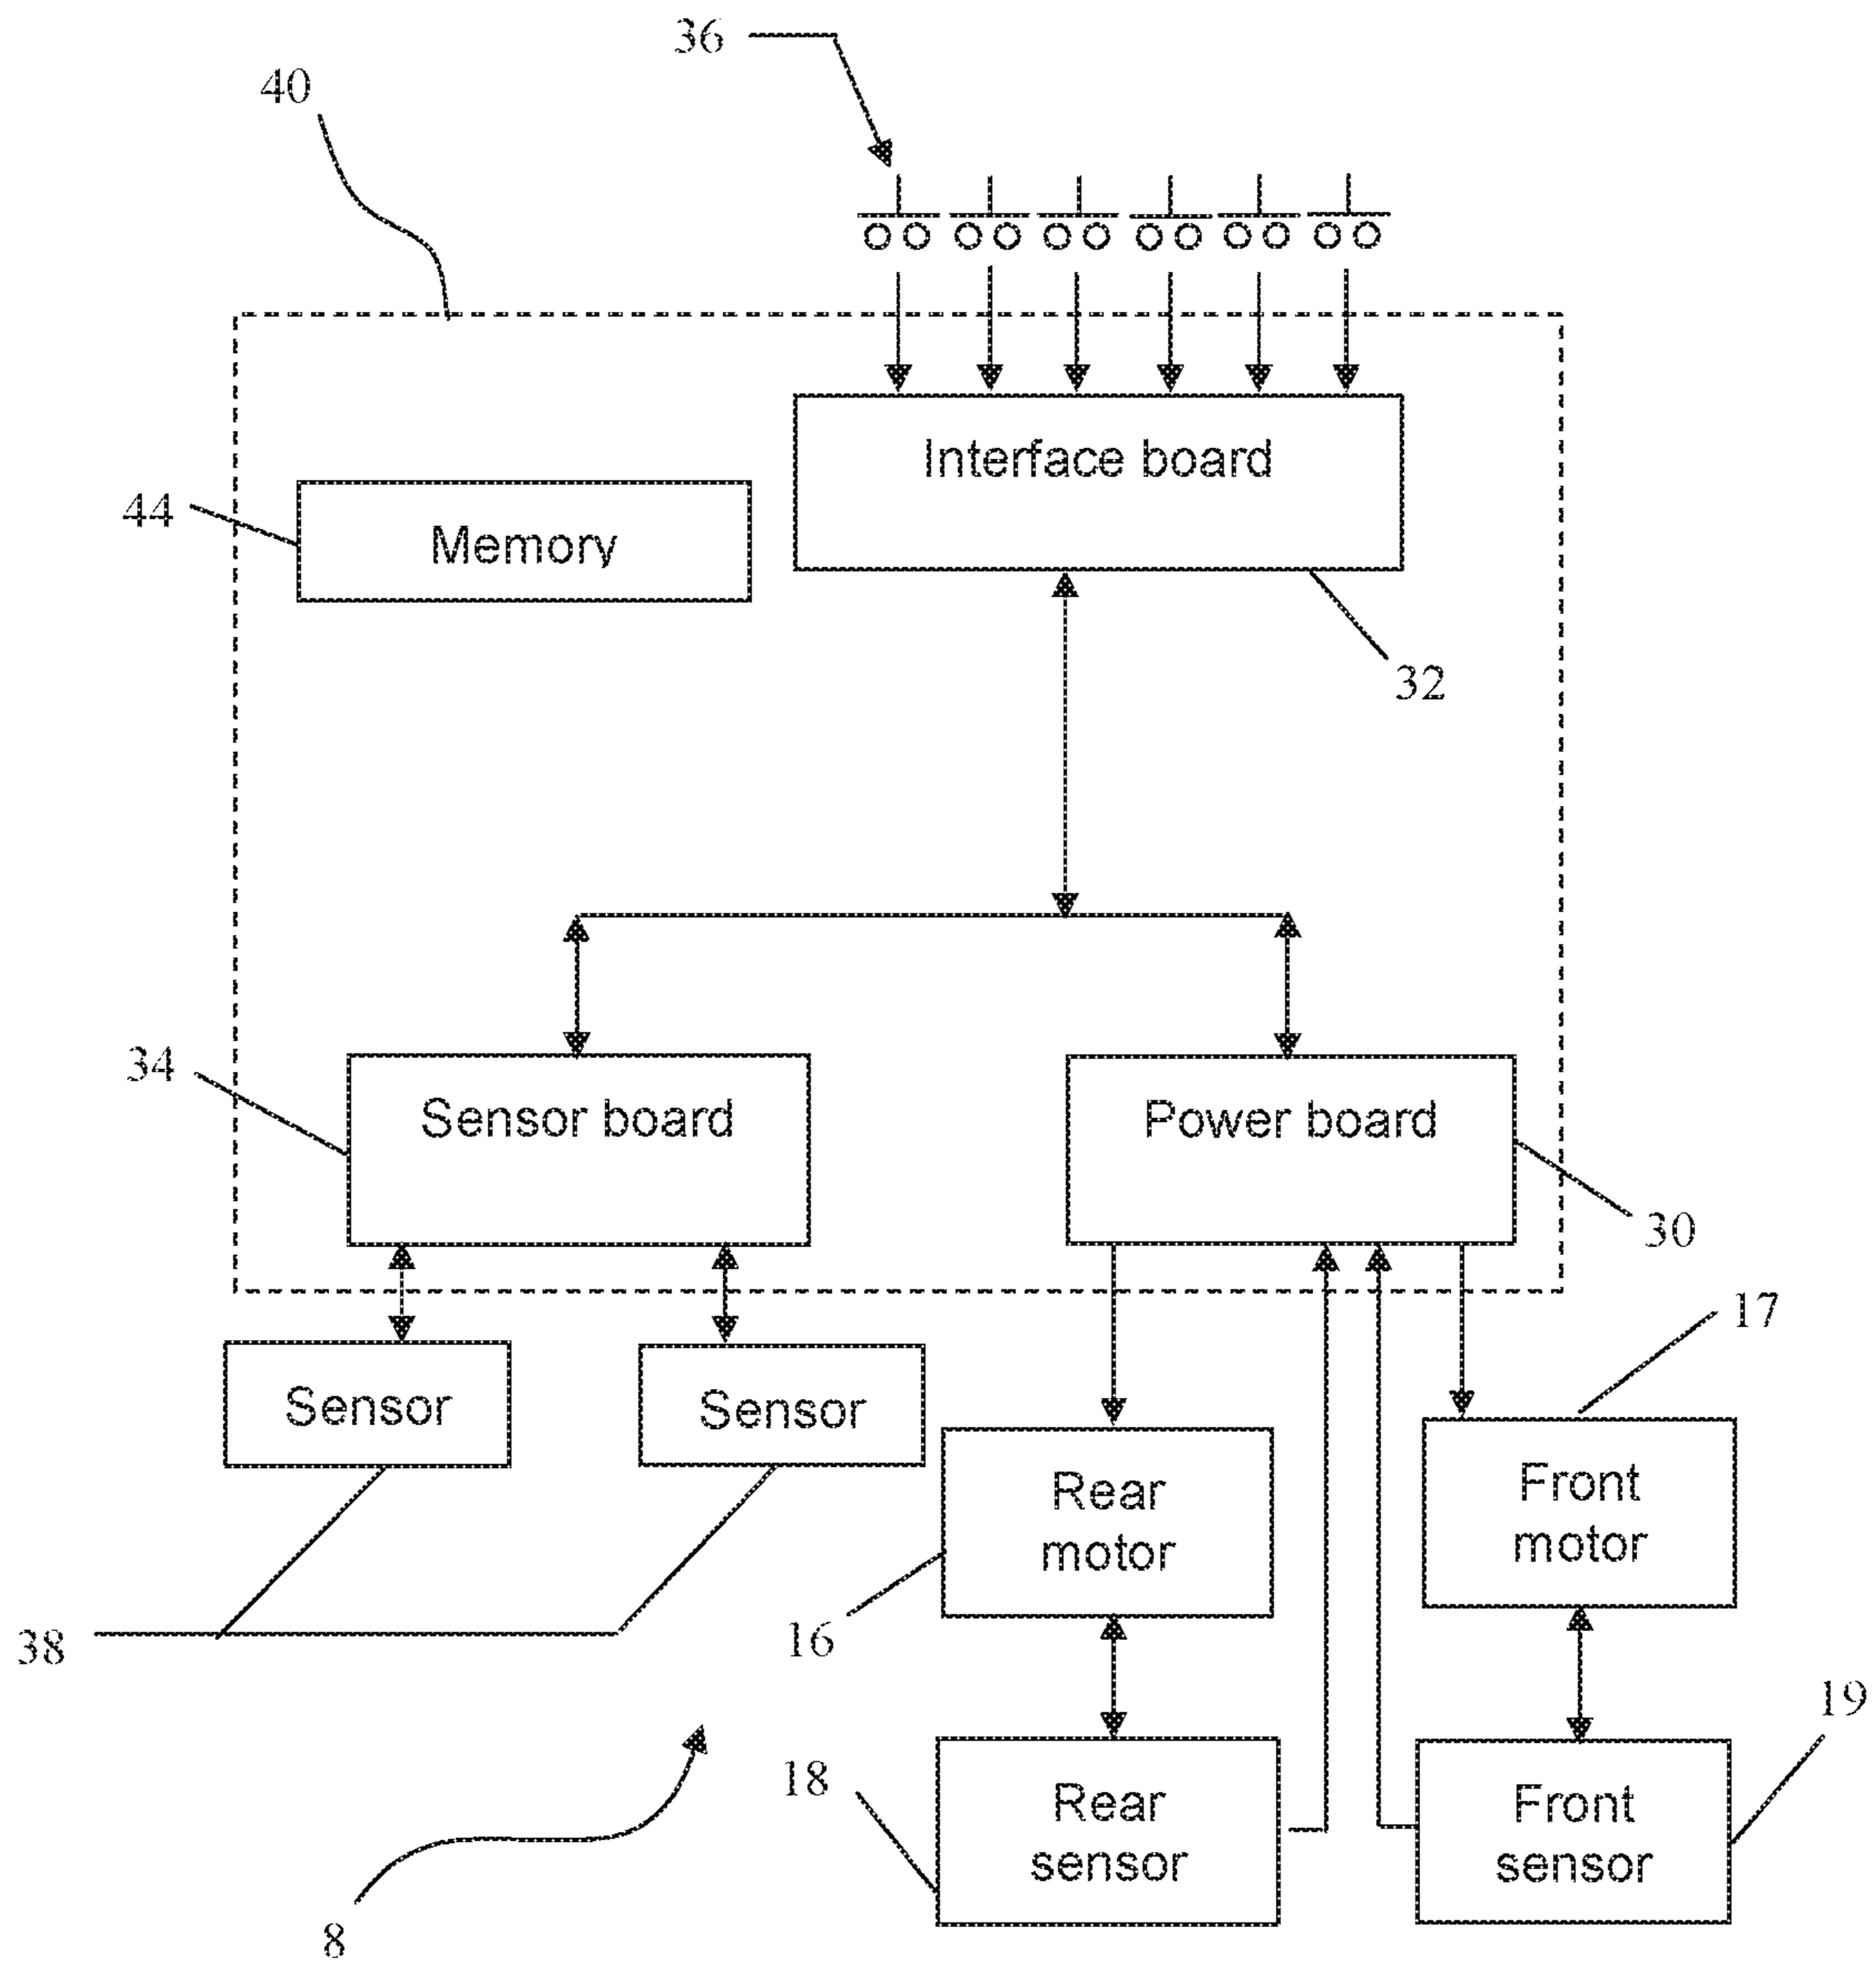 36
40
Interface board
44
Memory
32
34
Sensor board
Power board
30
17
Sensor
Sensor
Rear
motor
Front
motor
16
38
18
Rear
sensor
Front
sensor
19
8